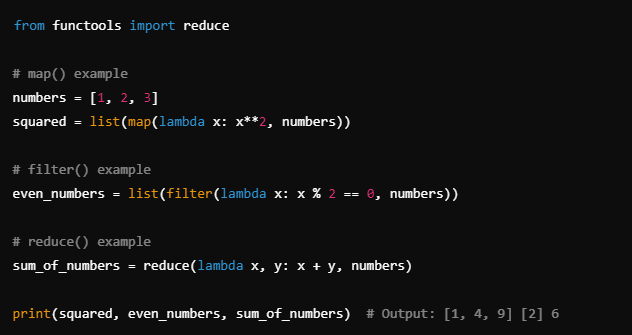 from functools import reduce
# map() example
numbers = [1, 2, 3]
squared = list(map(lambda x: x**2, numbers))
# filter() example
even_numbers = list(filter(lambda x: x % 2 == 0, numbers))
# reduce() example
sum_of_numbers = reduce(lambda x, y: x + y, numbers)
print(squared, even_numbers, sum_of_numbers)  # Output: [1, 4, 9] [2] 6